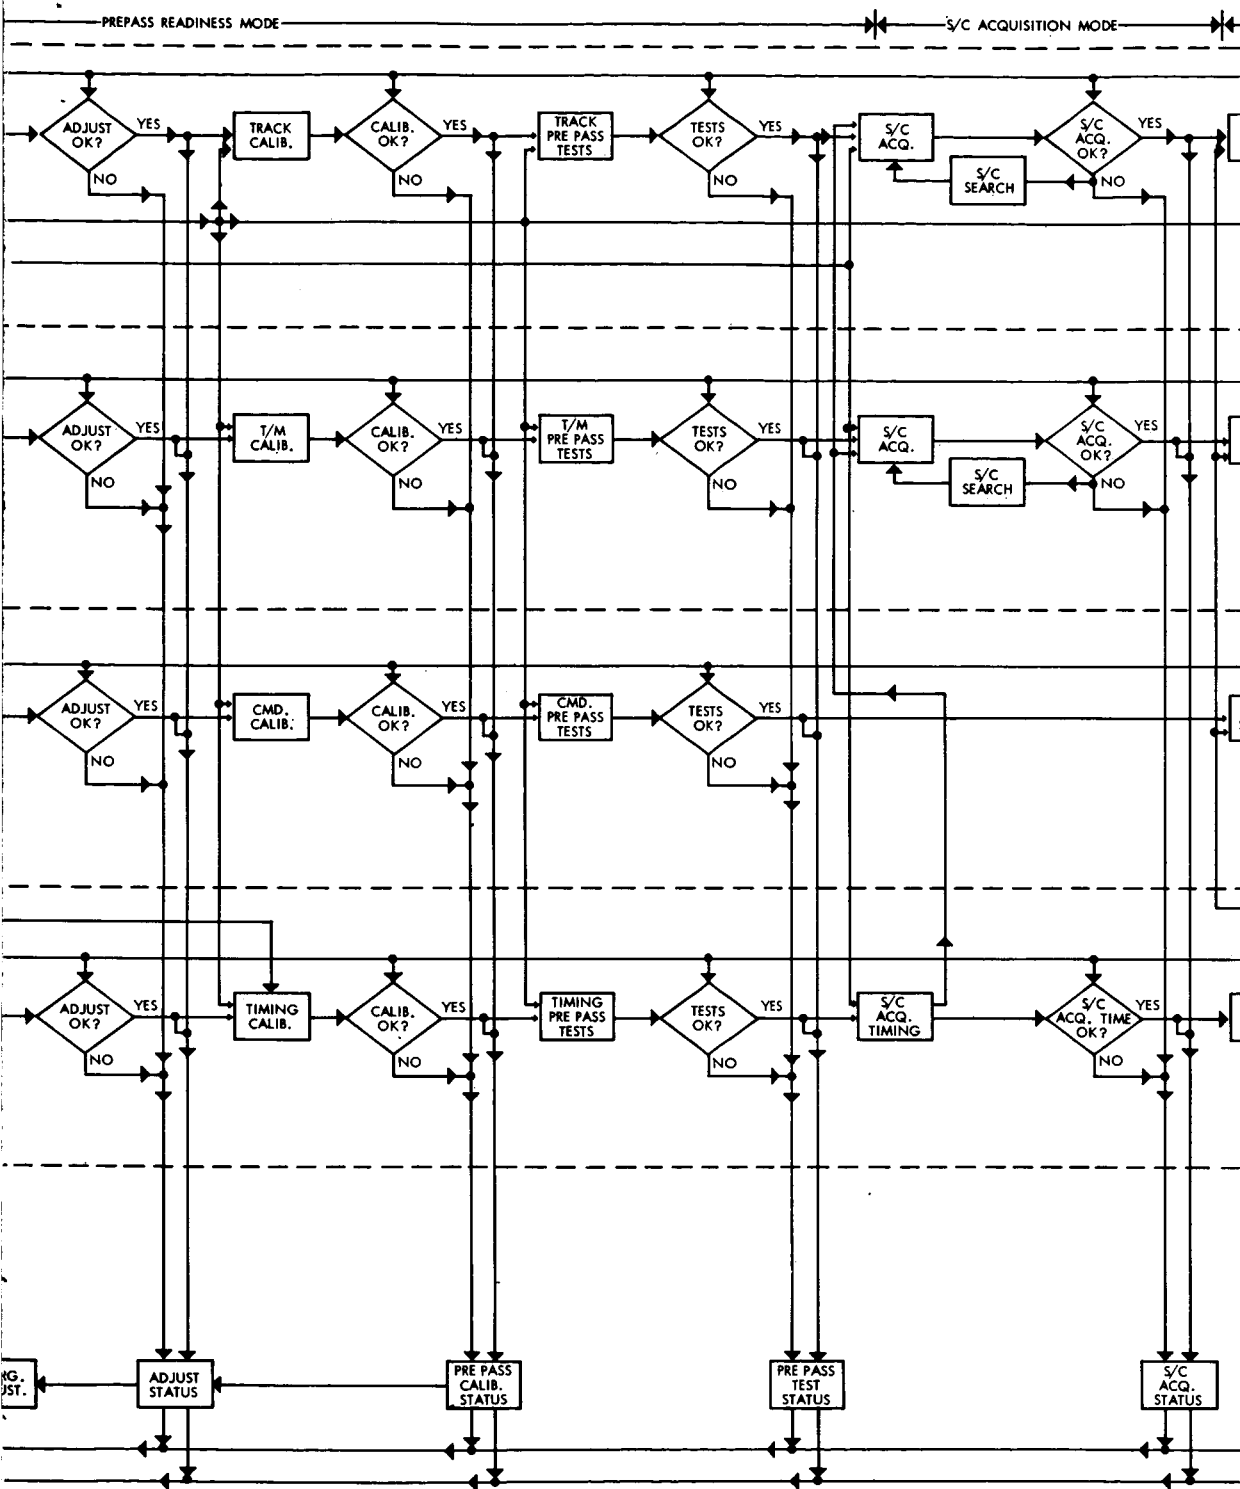 PREPASS READINESS MODE
S/C ACQUISITION MODE
ADJUST
OK?
YES
NO
TRACK
CALIB.
CALIB.
OK?
YES
NO
TRACK
PRE PASS
TESTS
TESTS
OK?
YES
NO
S/C
ACQ.
S/C
SEARCH
S/C
ACQ.
OK?
YES
NO
ADJUST
OK?
YES
NO
T/M
CALIB.
CALIB.
OK?
YES
NO
T/M
PRE PASS
TESTS
TESTS
OK?
YES
NO
S/C
ACQ.
S/C
SEARCH
S/C
ACQ.
OK?
YES
NO
ADJUST
OK?
YES
NO
CMD.
CALIB.
CALIB.
OK?
YES
NO
CMD.
PRE PASS
TESTS
TESTS
OK?
YES
NO
ADJUST
OK?
YES
NO
TIMING
CALIB.
CALIB.
OK?
YES
NO
TIMING
PRE PASS
TESTS
TESTS
OK?
YES
NO
S/C
ACQ.
TIMING
S/C
ACQ. TIME
OK?
YES
NO
RG.
UST.
ADJUST
STATUS
PRE PASS
CALIB.
STATUS
PRE PASS
TEST
STATUS
S/C
ACQ.
STATUS